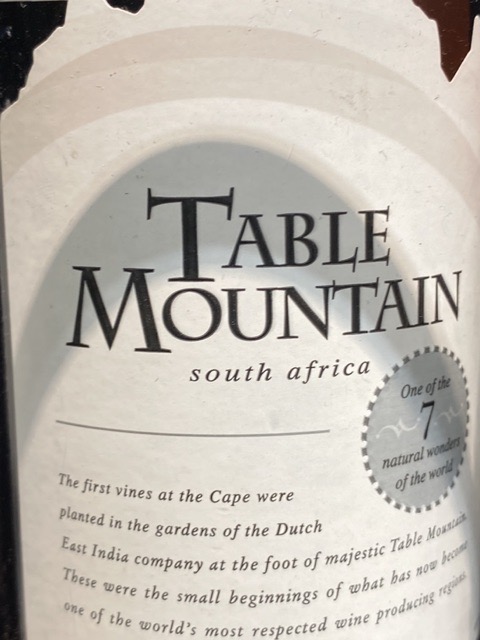 TABLE
MOUNTAIN
south africa
One of the
7
natural wonders
of the world
The first vines at the Cape were
planted in the gardens of the Dutch
East India company at the foot of majestic Table Mountain.
These were the small beginnings of what has now become
one of the world's most respected wine producing regions.